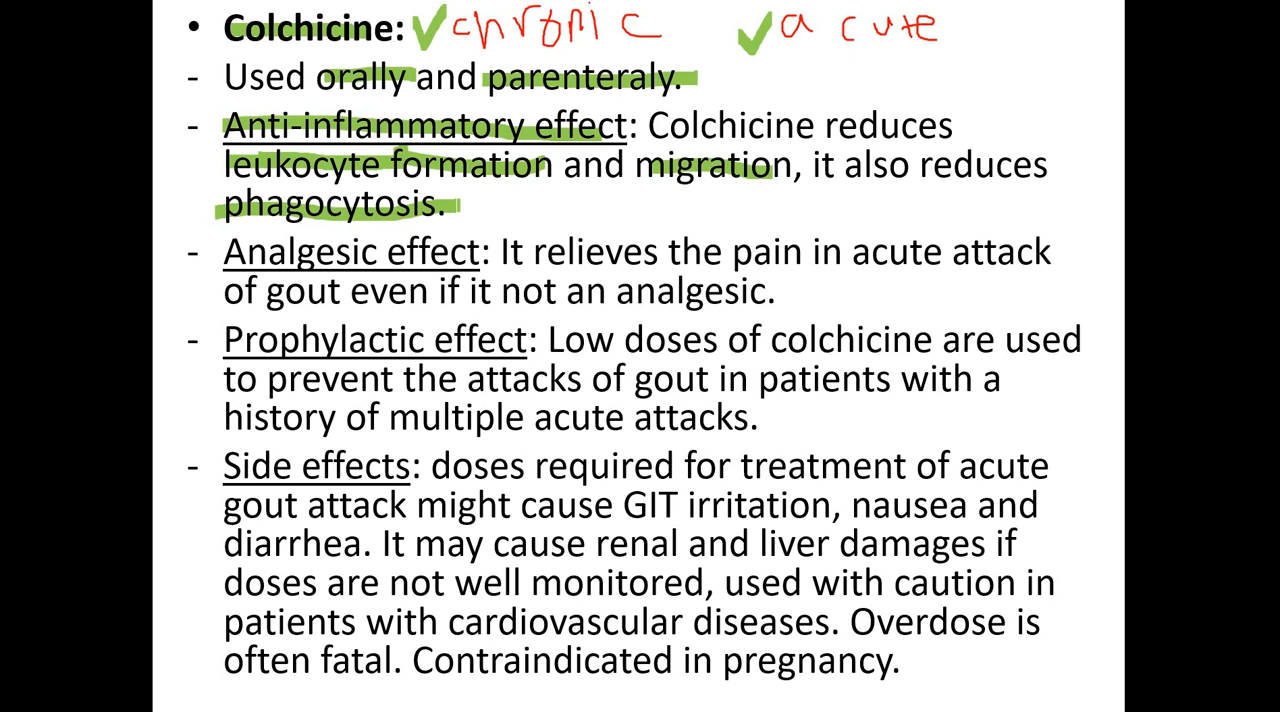 • Colchicine: ✓chronic ✓acute
- Used orally and parenteraly.
- Anti-inflammatory effect: Colchicine reduces
leukocyte formation and migration, it also reduces
phagocytosis.
- Analgesic effect: It relieves the pain in acute attack
of gout even if it not an analgesic.
- Prophylactic effect: Low doses of colchicine are used
to prevent the attacks of gout in patients with a
history of multiple acute attacks.
- Side effects: doses required for treatment of acute
gout attack might cause GIT irritation, nausea and
diarrhea. It may cause renal and liver damages if
doses are not well monitored, used with caution in
patients with cardiovascular diseases. Overdose is
often fatal. Contraindicated in pregnancy.